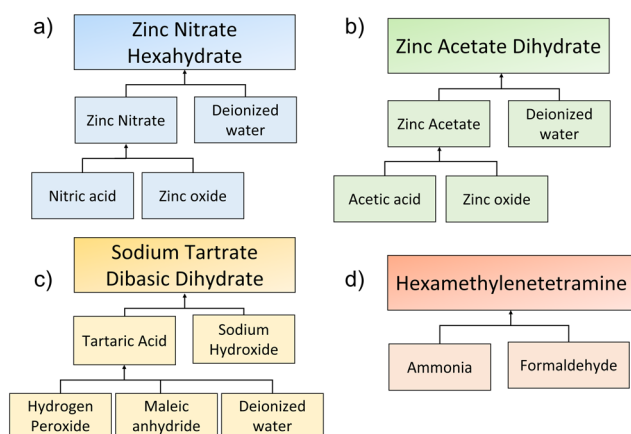 a)
Zinc Nitrate
Hexahydrate
Zinc Nitrate
Deionized
water
Nitric acid
Zinc oxide
b)
Zinc Acetate Dihydrate
Zinc Acetate
Deionized
water
Acetic acid
Zinc oxide
c)
Sodium Tartrate
Dibasic Dihydrate
Tartaric Acid
Sodium
Hydroxide
Hydrogen
Peroxide
Maleic
anhydride
Deionized
water
d)
Hexamethylenetetramine
Ammonia
Formaldehyde